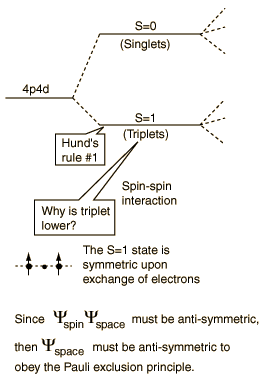 S=0
(Singlets)
4p4d
S=1
(Triplets)
Hund's
rule #1
Why is triplet
lower?
Spin-spin
interaction
The S=1 state is
symmetric upon
exchange of electrons
Since Ψspin Ψspace must be anti-symmetric,
then Ψspace must be anti-symmetric to
obey the Pauli exclusion principle.